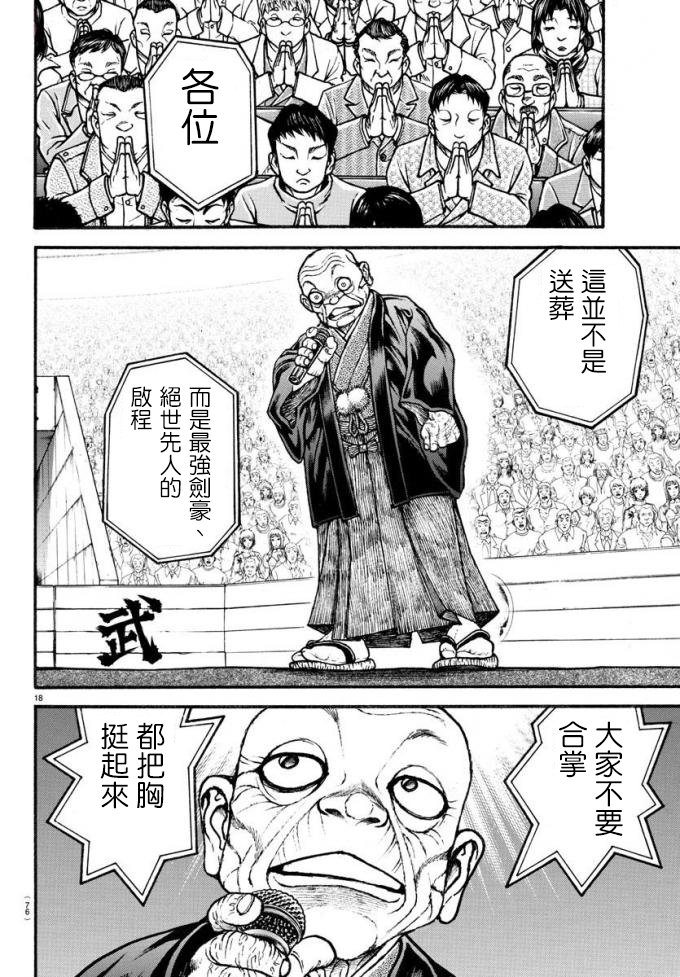 各位
這並不是
送葬
而是最強劍豪、
絕世先人的
啟程
武
18
大家不要
合掌
都把胸
挺起來
(76)